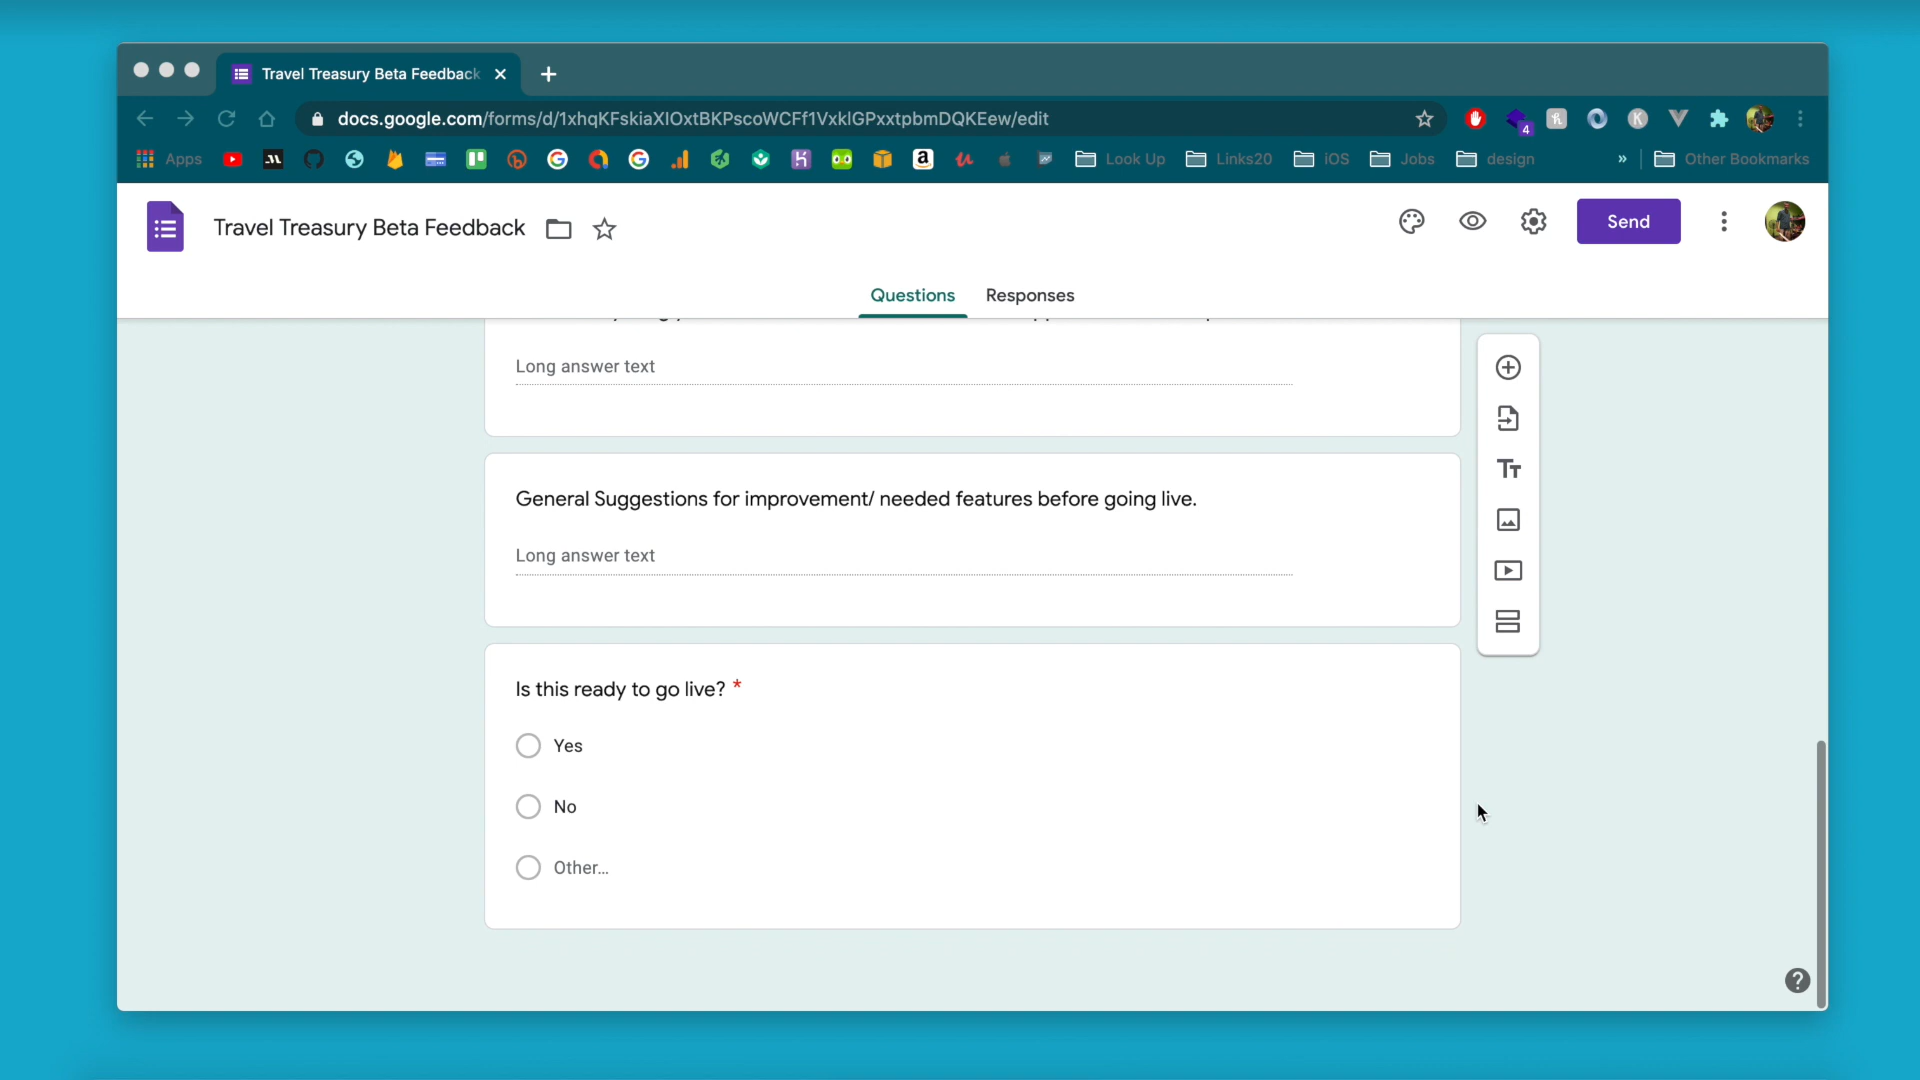 Travel Treasury Beta Feedback
docs.google.com/forms/d/1xhqKFskiaXIOxtBKPscoWCFf1VxklGPxxtpbmDQKEew/edit
4
Apps
Look Up
Links20
iOS
Jobs
design
»
Other Bookmarks
Travel Treasury Beta Feedback
Send
Questions
Responses
Long answer text
General Suggestions for improvement/ needed features before going live.
Long answer text
Is this ready to go live? *
Yes
No
Other...